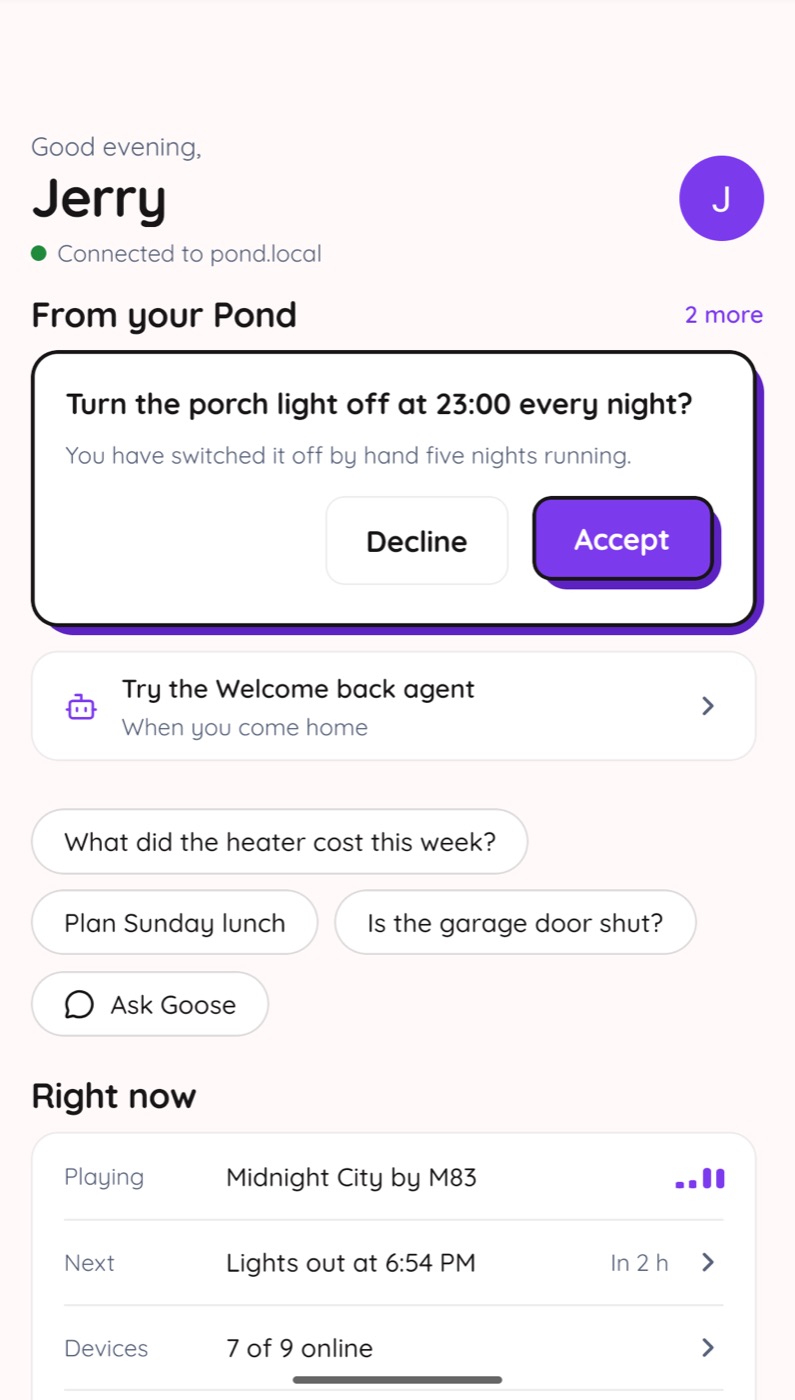 Good evening,
Jerry
J
Connected to pond.local
From your Pond
2 more
Turn the porch light off at 23:00 every night?
You have switched it off by hand five nights running.
Decline
Accept
Try the Welcome back agent
When you come home
What did the heater cost this week?
Plan Sunday lunch
Is the garage door shut?
Ask Goose
Right now
Playing
Midnight City by M83
Next
Lights out at 6:54 PM
In 2 h
Devices
7 of 9 online